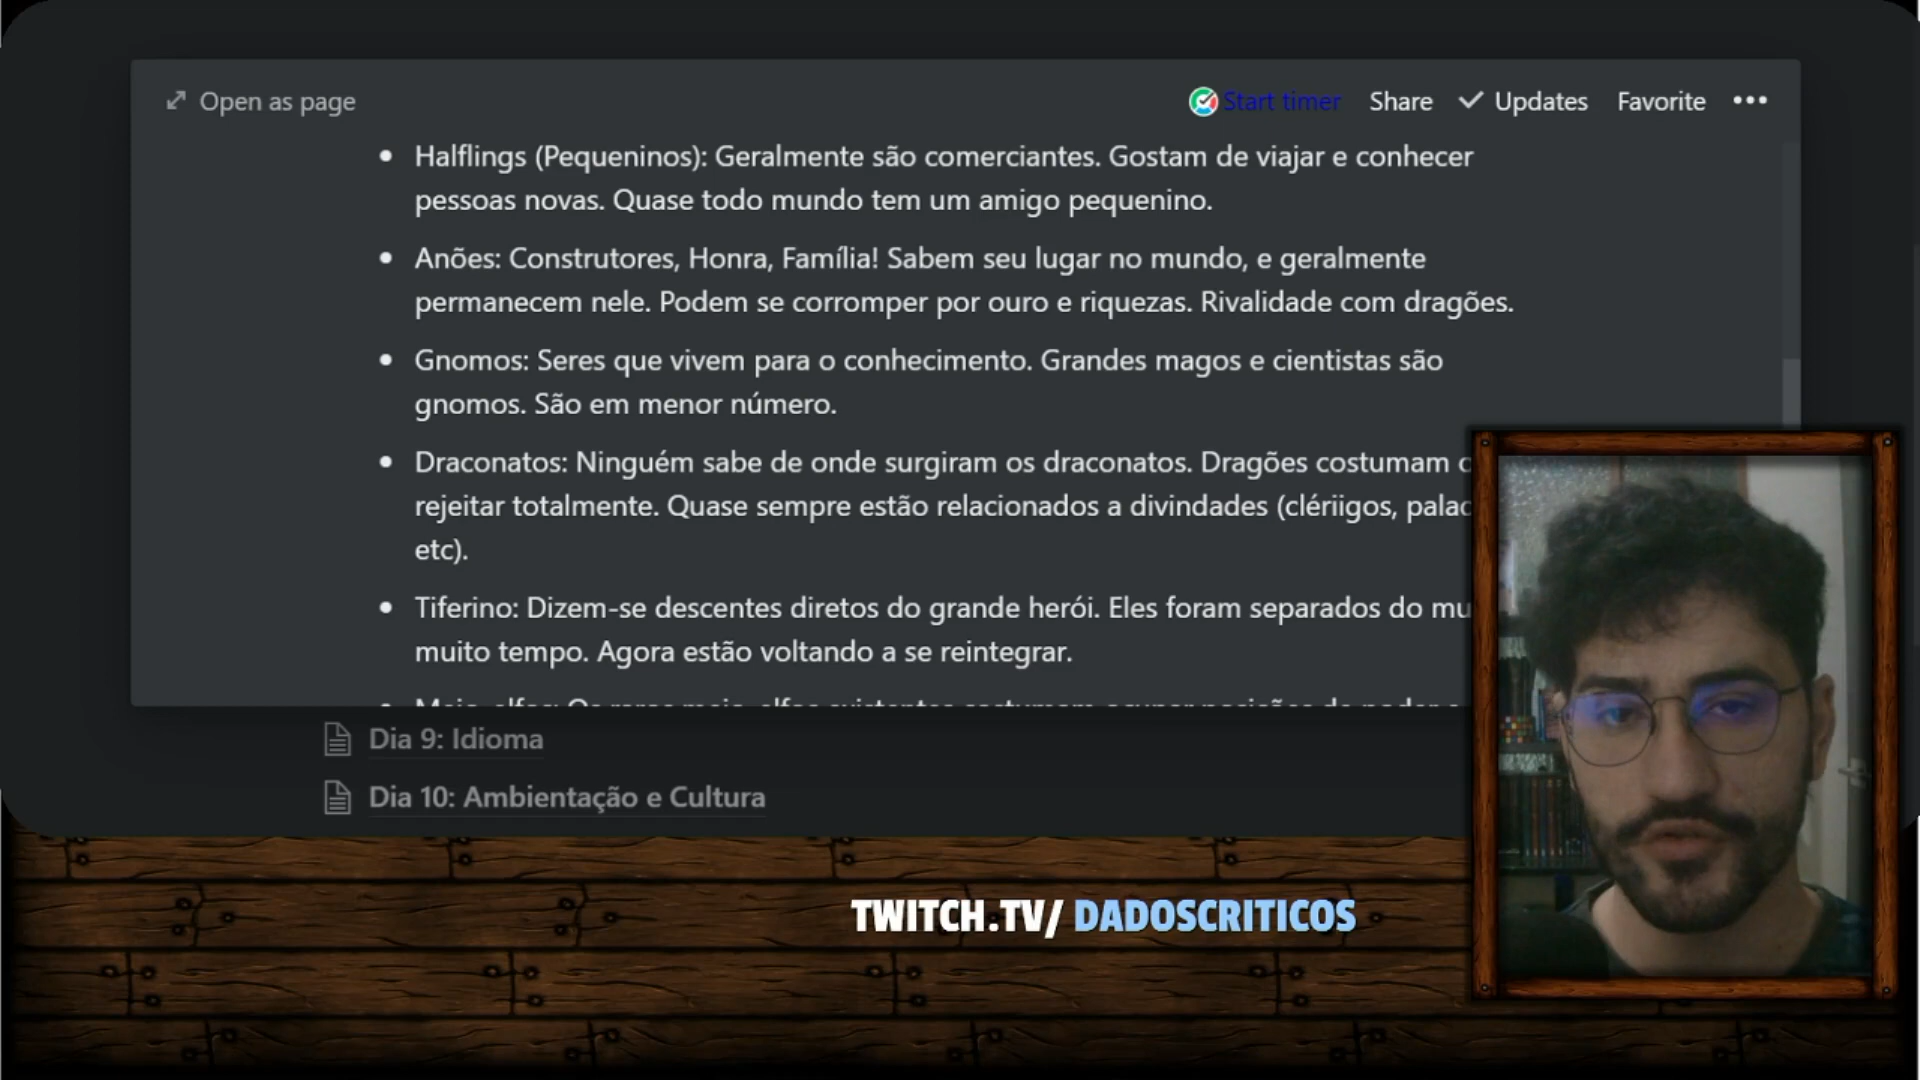 Open as page
Start timer Share Updates Favorite
Halflings (Pequeninos): Geralmente são comerciantes. Gostam de viajar e conhecer
pessoas novas. Quase todo mundo tem um amigo pequenino.
Anões: Construtores, Honra, Família! Sabem seu lugar no mundo, e geralmente
permanecem nele. Podem se corromper por ouro e riquezas. Rivalidade com dragões.
Gnomos: Seres que vivem para o conhecimento. Grandes magos e cientistas são
gnomos. São em menor número.
Draconatos: Ninguém sabe de onde surgiram os draconatos. Dragões costumam
rejeitar totalmente. Quase sempre estão relacionados a divindades (clériigos,
etc).
Tiferino: Dizem-se descentes diretos do grande herói. Eles foram separados do
muito tempo. Agora estão voltando a se reintegrar.
Dia 9: Idioma
Dia 10: Ambientação e Cultura
TWITCH.TV/ DADOSCRITICOS